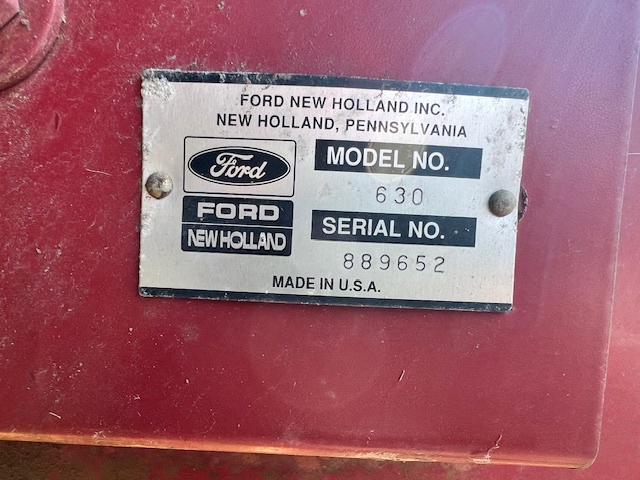 FORD NEW HOLLAND INC.
NEW HOLLAND, PENNSYLVANIA
Ford
MODEL NO.
630
FORD
NEW HOLLAND
SERIAL NO.
889652
MADE IN U.S.A.